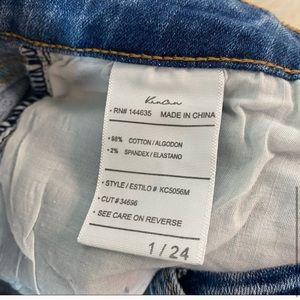 KanCan
• RN# 144635 MADE IN CHINA
• 98% COTTON / ALGODON
• 2% SPANDEX / ELASTANO
• STYLE / ESTILO # KC5056M
• CUT # 34696
• SEE CARE ON REVERSE
1 / 24